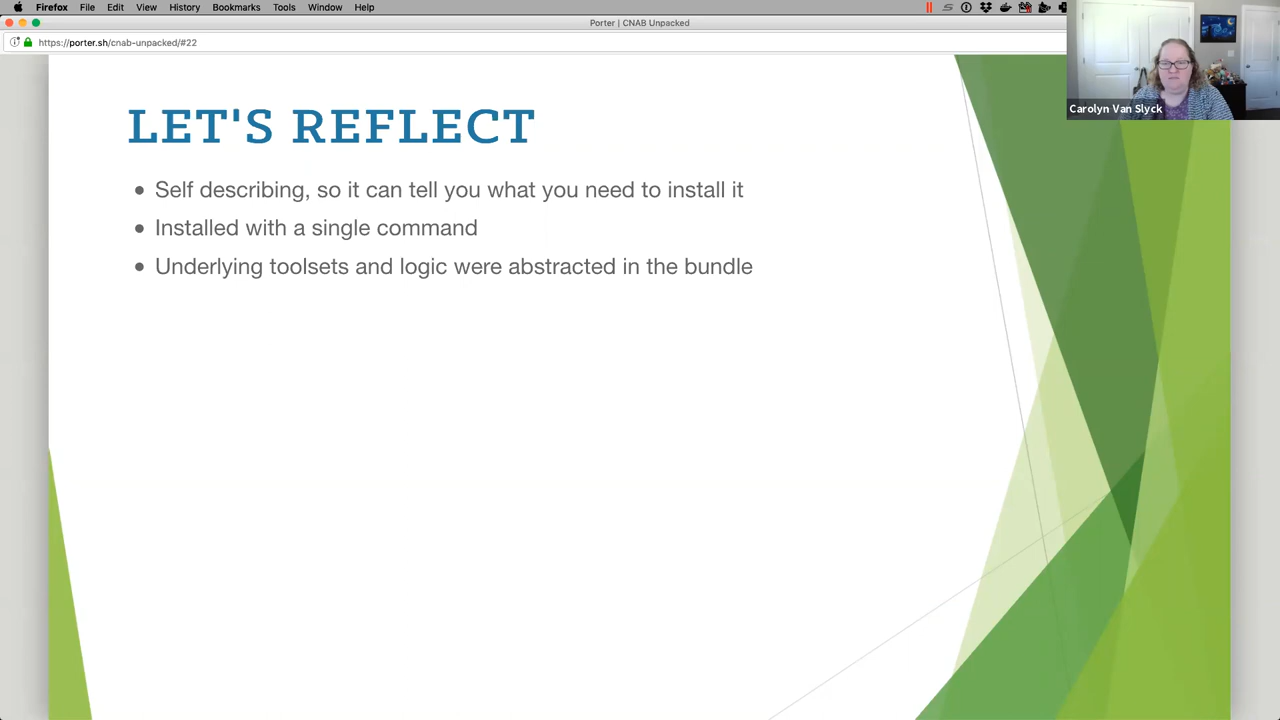 Firefox File Edit View History Bookmarks Tools Window Help
Porter | CNAB Unpacked
https://porter.sh/cnab-unpacked/#22
Carolyn Van Slyck
LET'S REFLECT
• Self describing, so it can tell you what you need to install it
• Installed with a single command
• Underlying toolsets and logic were abstracted in the bundle